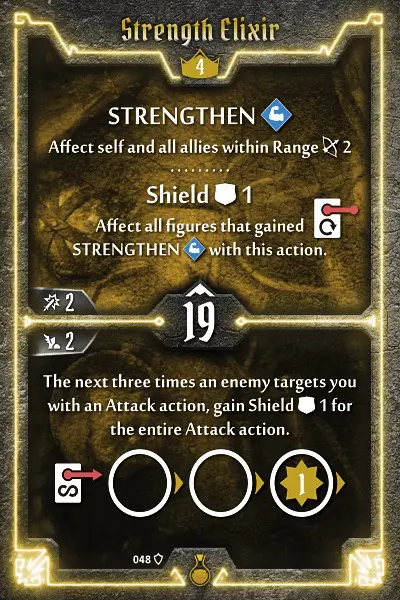 Strength Elixir
4
STRENGTHEN
Affect self and all allies within Range 2
Shield 1
Affect all figures that gained
STRENGTHEN with this action.
2
19
2
The next three times an enemy targets you
with an Attack action, gain Shield 1 for
the entire Attack action.
S
1
048